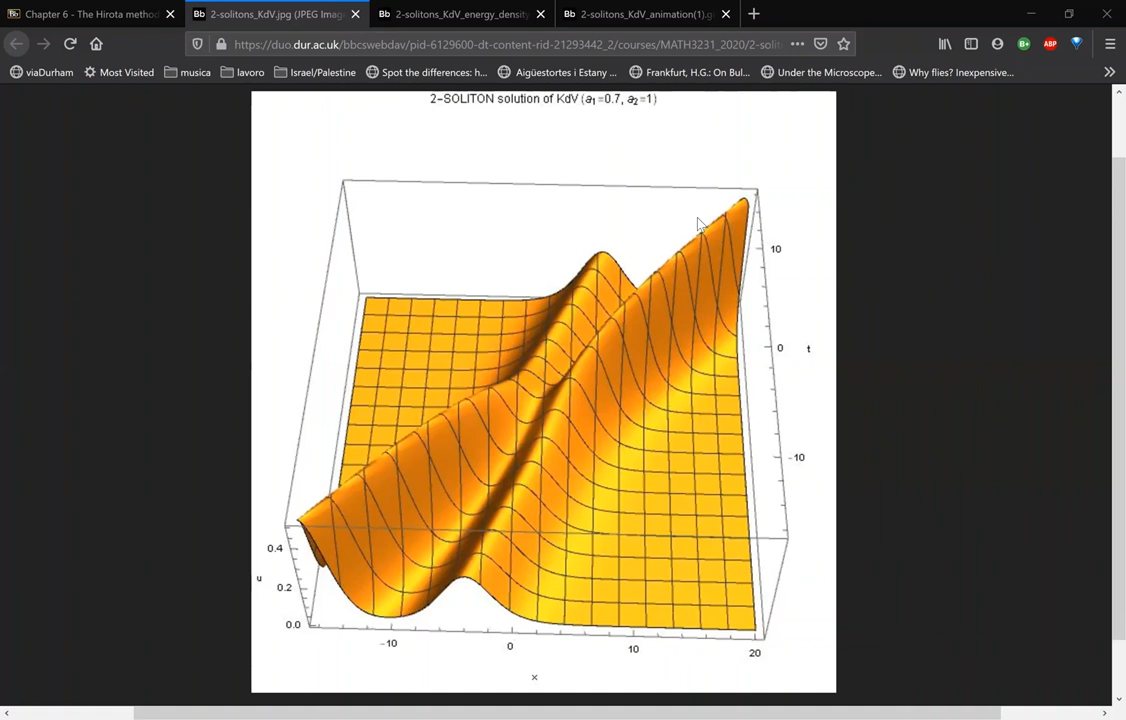 Chapter 6 - The Hirota method
2-solitons_KdV.jpg (JPEG Imag
2-solitons_KdV_energy_density
2-solitons_KdV_animation(1).g
https://duo.dur.ac.uk/bbcswebdav/pid-6129600-dt-content-rid-21293442_2/courses/MATH3231_2020/2-solit
ABP
viaDurham Most Visited musica lavoro Israel/Palestine Spot the differences: h... Aigüestortes i Estany ... Frankfurt, H.G.: On Bul... Under the Microscope... Why flies? Inexpensive...
2-SOLITON solution of KdV (a₁=0.7, a₂=1)
10
0 t
-10
0.4
u
0.2
0.0
-10 0 10 20
x